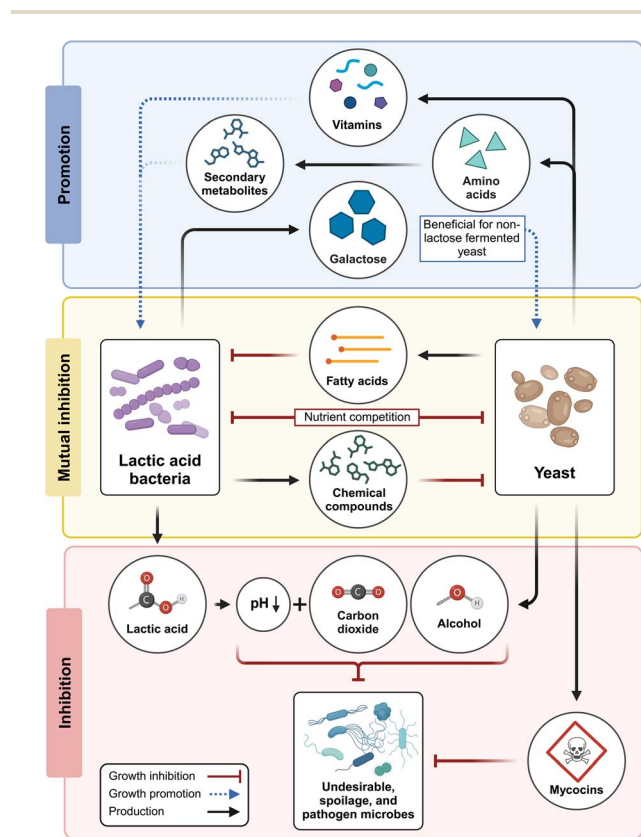 Promotion
Vitamins
Secondary
metabolites
Amino
acids
Galactose
Beneficial for non-
lactose fermented
yeast
Mutual inhibition
Lactic acid
bacteria
Fatty acids
Nutrient competition
Chemical
compounds
Yeast
Inhibition
O
C
O
H
Lactic acid
pH ↓
+
O
C
O
Carbon
dioxide
O
H
Alcohol
Undesirable,
spoilage, and
pathogen microbes
Mycocins
Growth inhibition
Growth promotion
Production